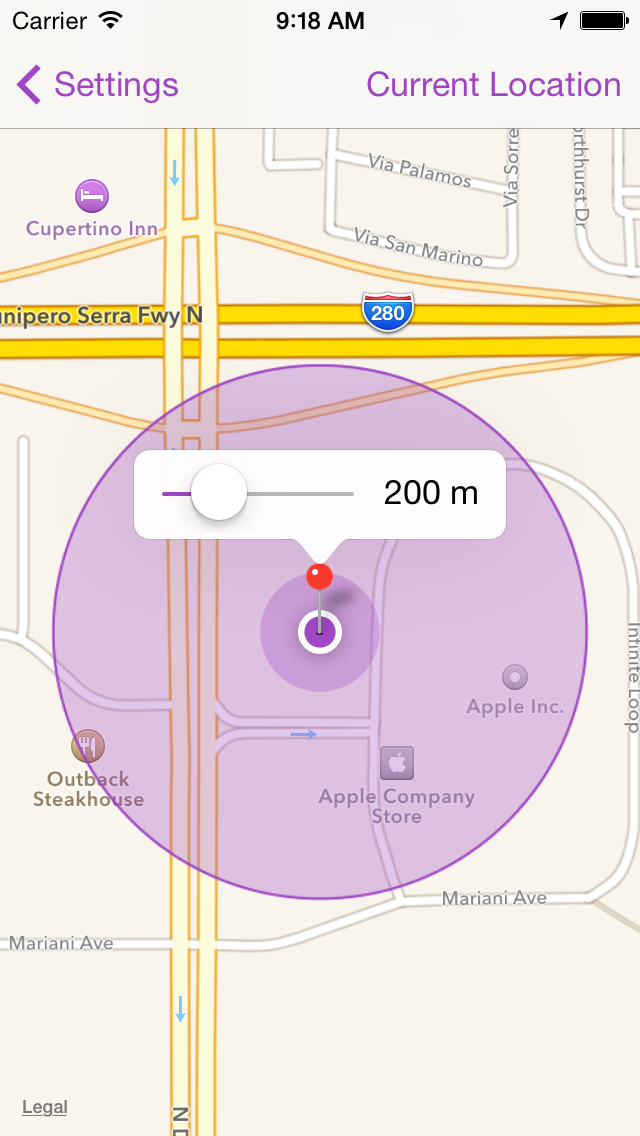 Carrier 9:18 AM
Settings Current Location
Via Palamos
Via Sorre
orthhurst Dr
Cupertino Inn
Via San Marino
unipero Serra Fwy N
280
200 m
Infinite Loop
Apple Inc.
Outback
Steakhouse
Apple Company
Store
Mariani Ave
Mariani Ave
Legal
N D